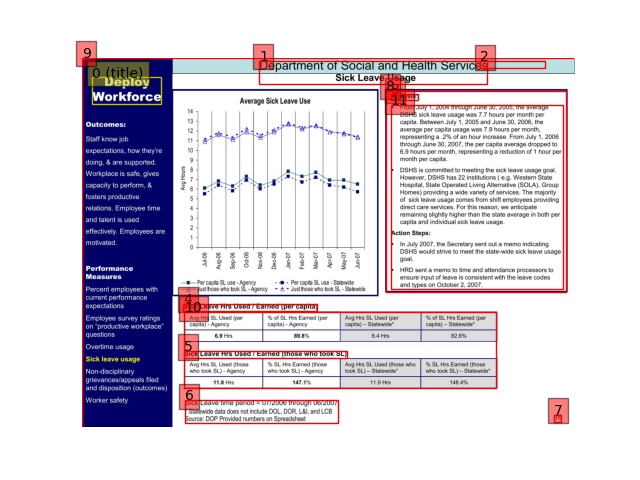 Department of Social and Health Services
Sick Leave Usage
Deploy
Workforce
Outcomes:
Staff know job
expectations, how they're
doing, & are supported.
Workplace is safe, gives
capacity to perform, &
fosters productive
relations. Employee time
and talent is used
effectively. Employees are
motivated.
Performance
Measures
Percent employees with
current performance
expectations
Employee survey ratings
on "productive workplace"
questions
Overtime usage
Sick leave usage
Non-disciplinary
grievances/appeals filed
and disposition (outcomes)
Worker safety
Average Sick Leave Use
Avg Hours
14
13
12
11
10
9
8
7
6
5
4
3
2
1
0
Jul-06 Aug-06 Sep-06 Oct-06 Nov-06 Dec-06 Jan-07 Feb-07 Mar-07 Apr-07 May-07 Jun-07
Per capita SL use - Agency Per capita SL use - Statewide
Just those who took SL - Agency Just those who took SL - Statewide
From July 1, 2004 through June 30, 2005, the average
DSHS sick leave usage was 7.7 hours per month per
capita. Between July 1, 2005 and June 30, 2006, the
average per capita usage was 7.9 hours per month,
representing a .2% of an hour increase. From July 1, 2006
through June 30, 2007, the per capita average dropped to
6.9 hours per month, representing a reduction of 1 hour per
month per capita.
DSHS is committed to meeting the sick leave usage goal.
However, DSHS has 22 institutions ( e.g. Western State
Hospital, State Operated Living Alternative (SOLA), Group
Homes) providing a wide variety of services. The majority
of sick leave usage comes from shift employees providing
direct care services. For this reason, we anticipate
remaining slightly higher than the state average in both per
capita and individual sick leave usage.
Action Steps:
In July 2007, the Secretary sent out a memo indicating
DSHS would strive to meet the state-wide sick leave usage
goal.
HRD sent a memo to time and attendance processors to
ensure input of leave is consistent with the leave codes
and types on October 2, 2007.
Leave Hrs Used / Earned (per capita)
Avg Hrs SL Used (per capita) - Agency % of SL Hrs Earned (per capita) - Agency Avg Hrs SL Used (per capita) – Statewide* % of SL Hrs Earned (per capita) – Statewide*
6.9 Hrs 89.8% 6.4 Hrs 82.6%
Sick Leave Hrs Used / Earned (those who took SL)
Avg Hrs SL Used (those who took SL) - Agency % SL Hrs Earned (those who took SL) - Agency Avg Hrs SL Used (those who took SL) – Statewide* % SL Hrs Earned (those who took SL) – Statewide*
11.8 Hrs 147.1% 11.9 Hrs 148.4%
Sick Leave time period = 07/2006 through 06/2007
* Statewide data does not include DOL, DOR, L&I, and LCB
Source: DOP Provided numbers on Spreadsheet
0 (title)
1
2
4
5
6
7
8
9
10
11